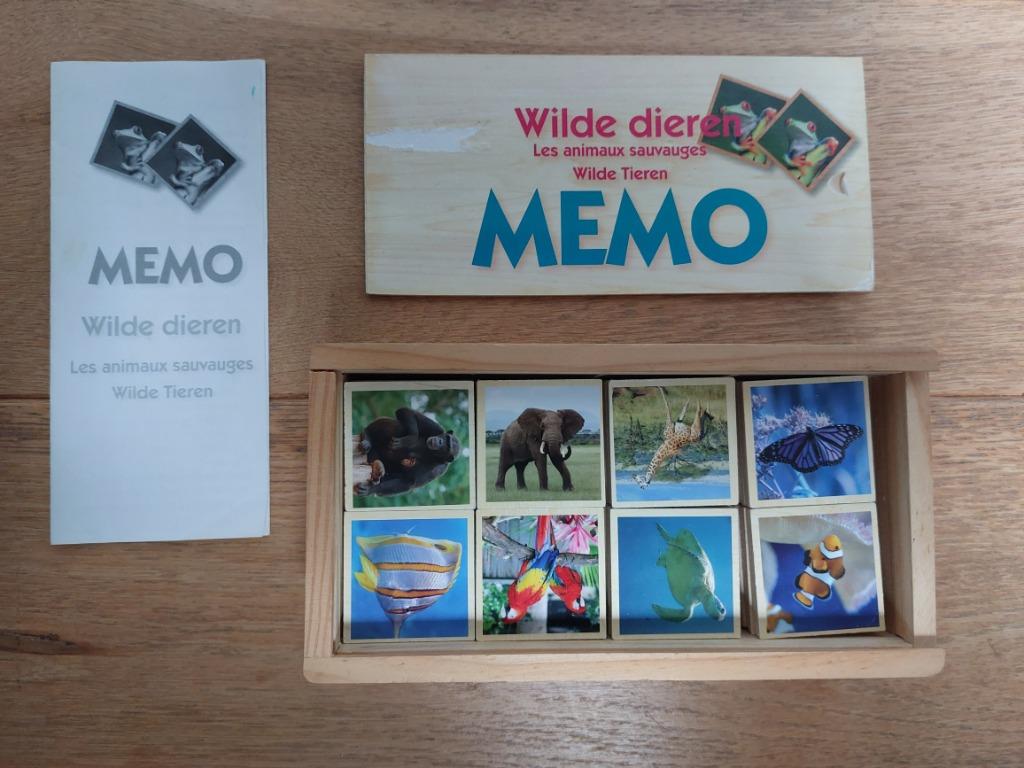 MEMO
Wilde dieren
Les animaux sauvauges
Wilde Tieren
Wilde dieren
Les animaux sauvauges
Wilde Tieren
MEMO